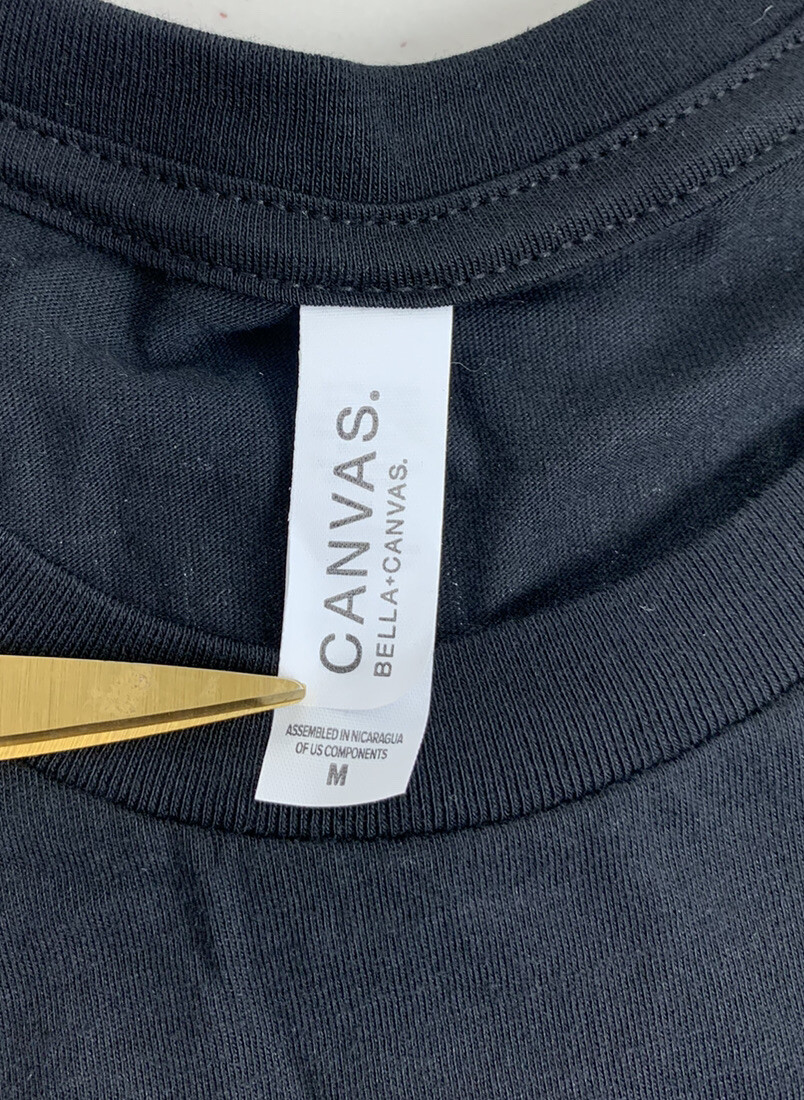 CANVAS.
BELLA+CANVAS.
ASSEMBLED IN NICARAGUA
OF US COMPONENTS
M